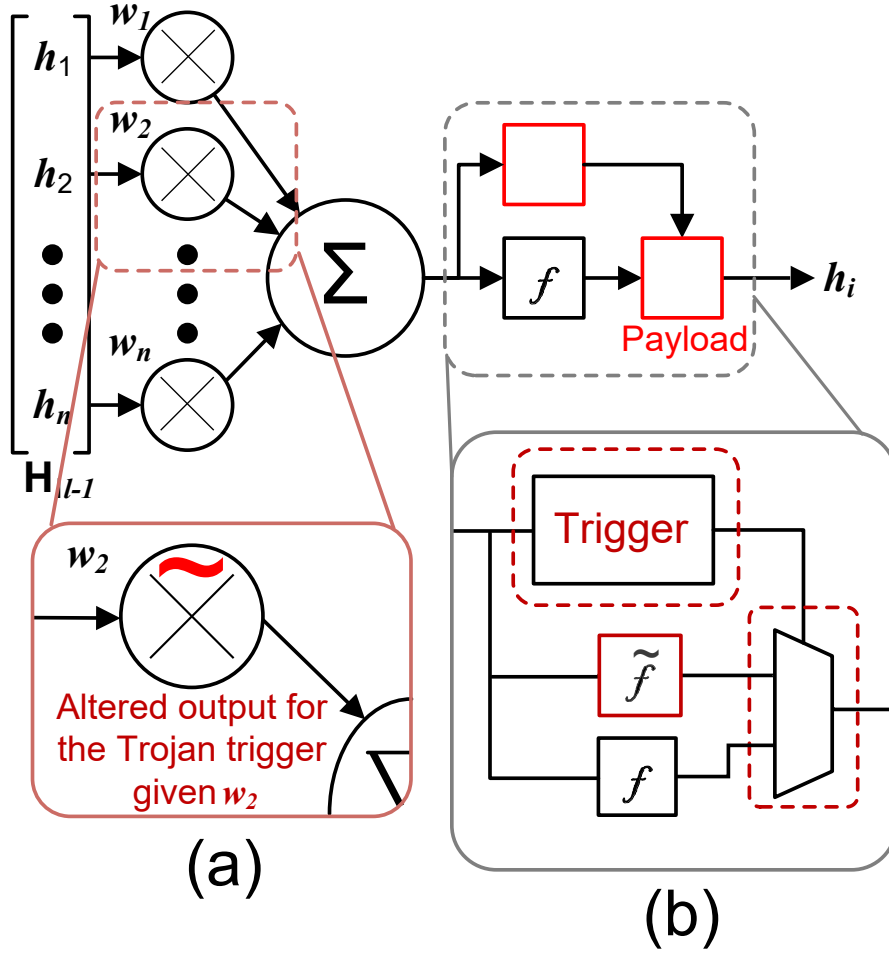 w1
h1
w2
h2
Σ
f
hi
Payload
wn
hn
Hl-1
w2
~
Altered output for
the Trojan trigger
given w2
Σ
Trigger
f̃
f
(a)
(b)